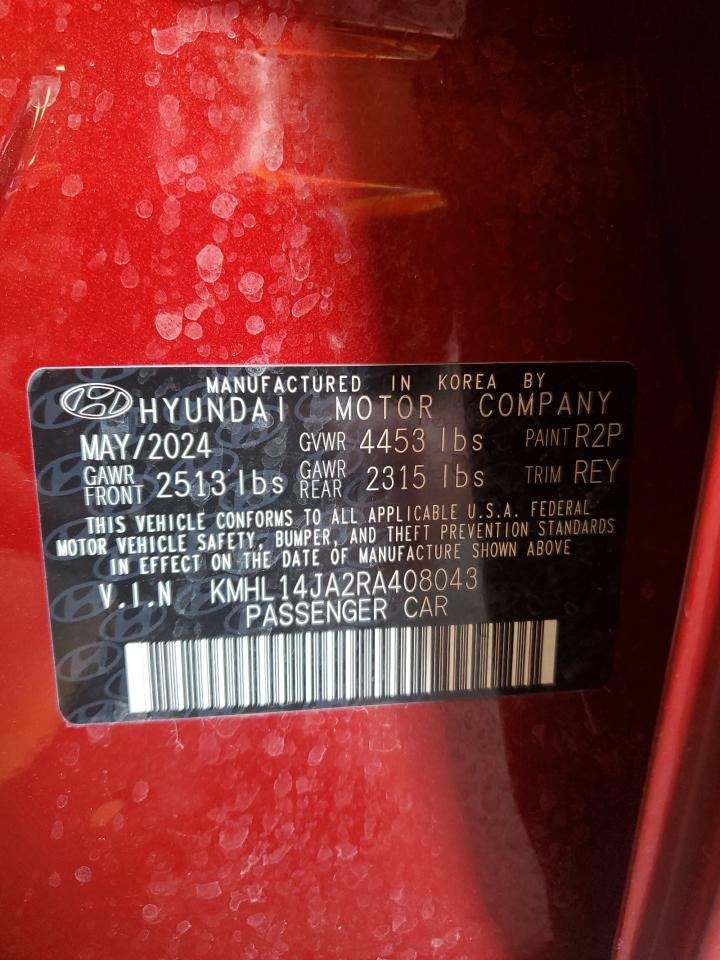 MANUFACTURED IN KOREA BY
HYUNDAI MOTOR COMPANY
MAY/2024 GVWR 4453 lbs PAINT R2P
GAWR FRONT 2513 lbs GAWR REAR 2315 lbs TRIM REY
THIS VEHICLE CONFORMS TO ALL APPLICABLE U.S.A. FEDERAL
MOTOR VEHICLE SAFETY, BUMPER, AND THEFT PREVENTION STANDARDS
IN EFFECT ON THE DATE OF MANUFACTURE SHOWN ABOVE
V.I.N KMHL14JA2RA408043
PASSENGER CAR